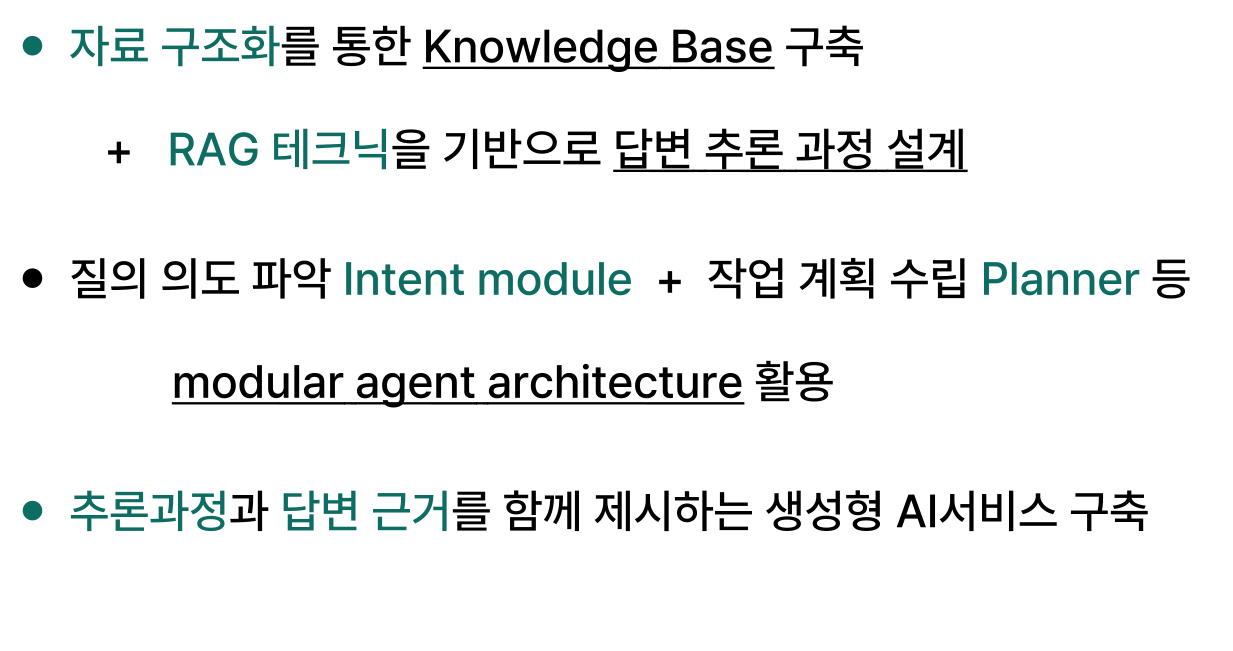 ● 자료 구조화를 통한 Knowledge Base 구축
+ RAG 테크닉을 기반으로 답변 추론 과정 설계
● 질의 의도 파악 Intent module + 작업 계획 수립 Planner 등
modular agent architecture 활용
● 추론과정과 답변 근거를 함께 제시하는 생성형 AI서비스 구축